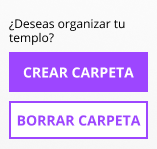 ¿Deseas organizar tu
templo?
CREAR CARPETA
BORRAR CARPETA